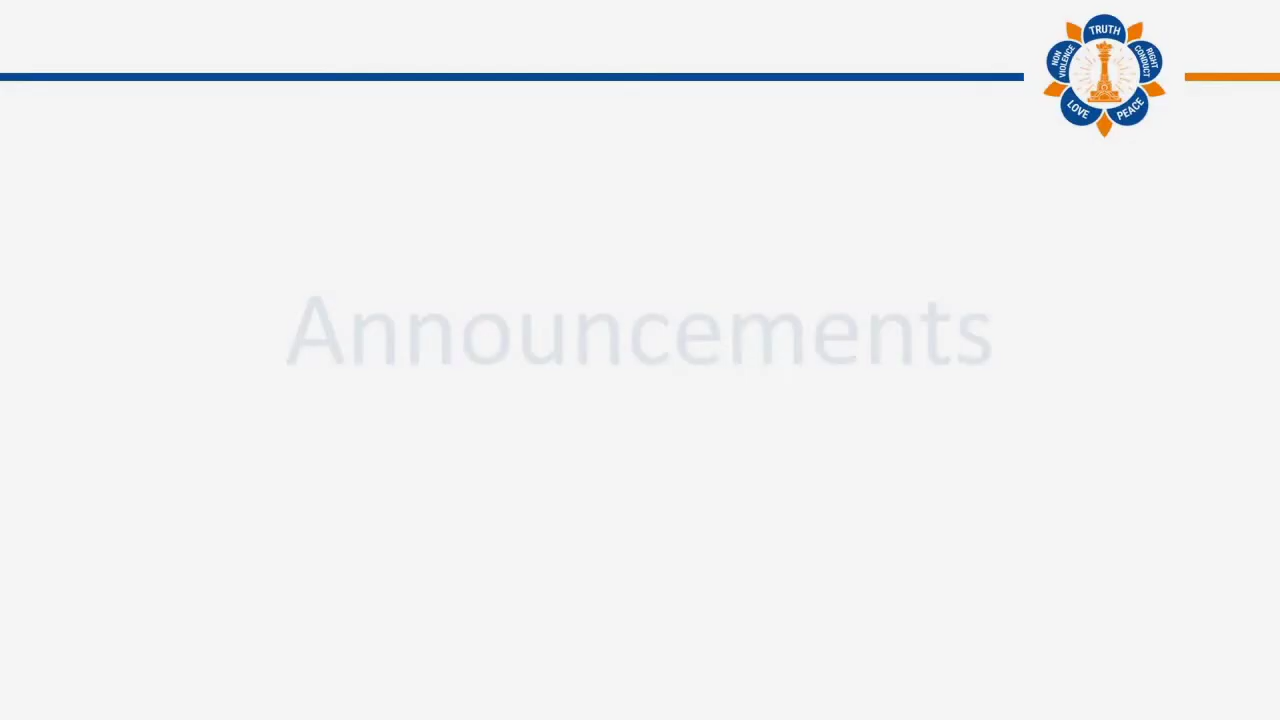 TRUTH
NON
VIOLENCE
RIGHT
CONDUCT
LOVE
PEACE
Announcements